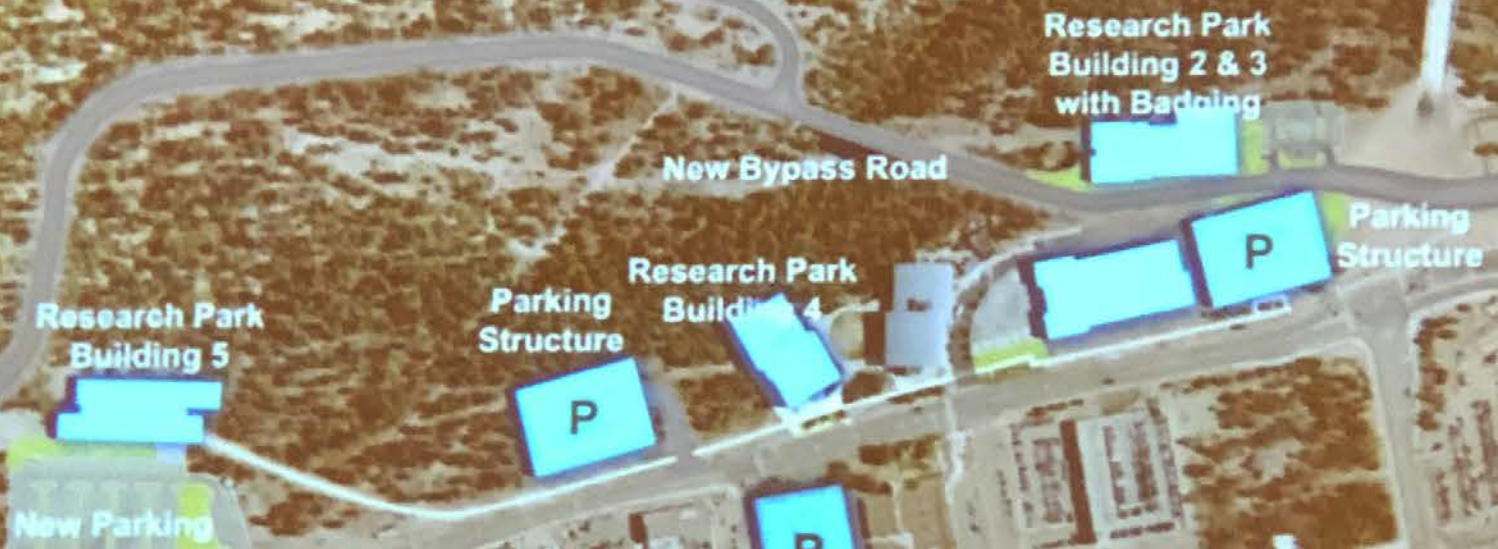 Research Park
Building 2 & 3
with Badging
New Bypass Road
Parking
Structure
P
Research Park
Building 4
Parking
Structure
P
Research Park
Building 5
New Parking
P